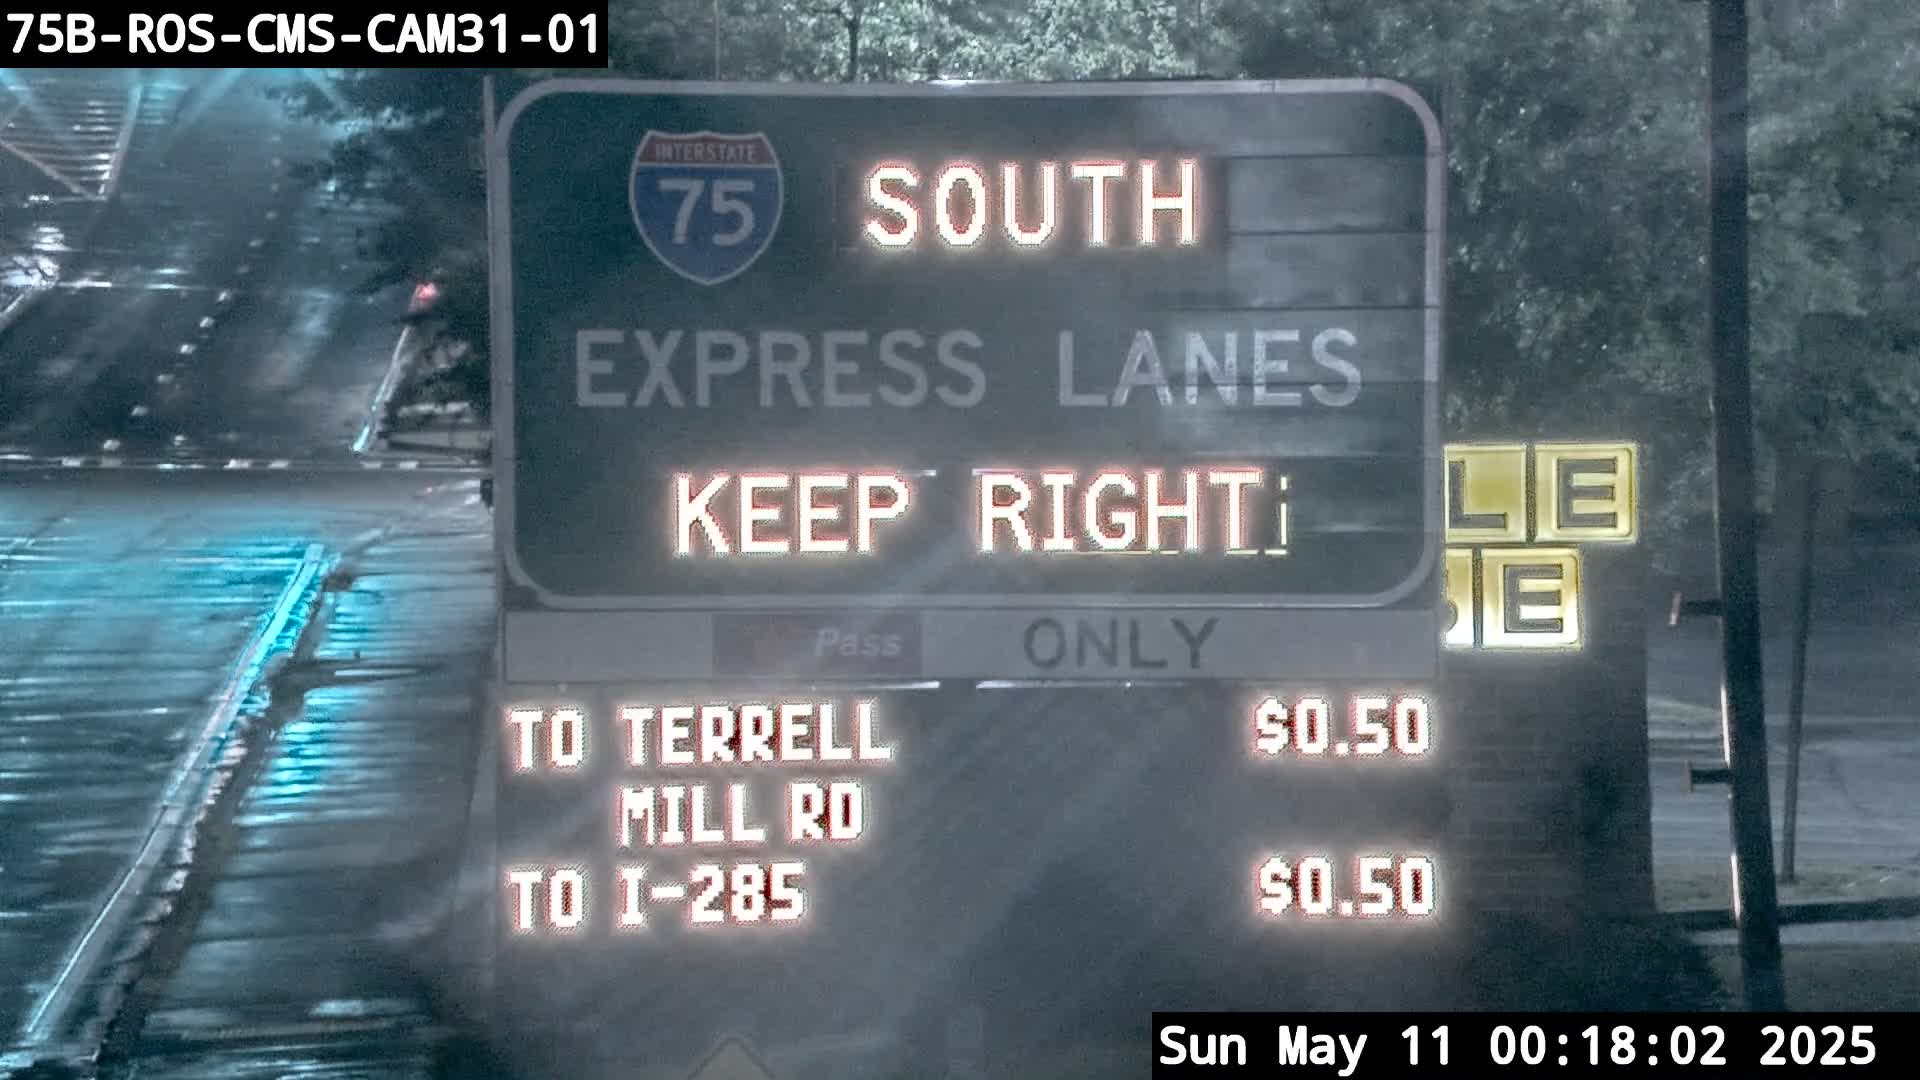 75B-ROS-CMS-CAM31-01
INTERSTATE
75
SOUTH
EXPRESS LANES
KEEP RIGHT
Pass ONLY
LE
E
TO TERRELL $0.50
MILL RD
TO I-285 $0.50
Sun May 11 00:18:02 2025